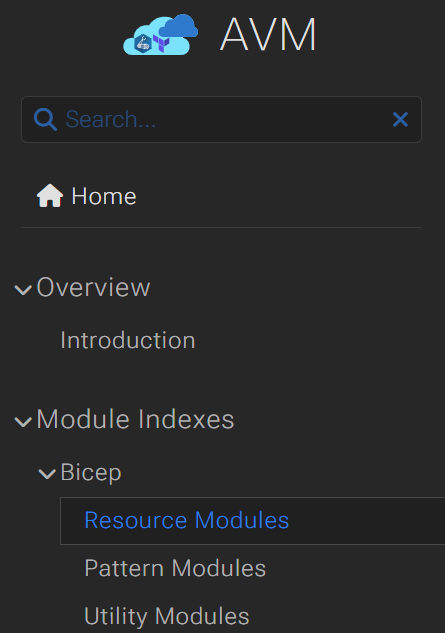 AVM
Search...
Home
Overview
Introduction
Module Indexes
Bicep
Resource Modules
Pattern Modules
Utility Modules